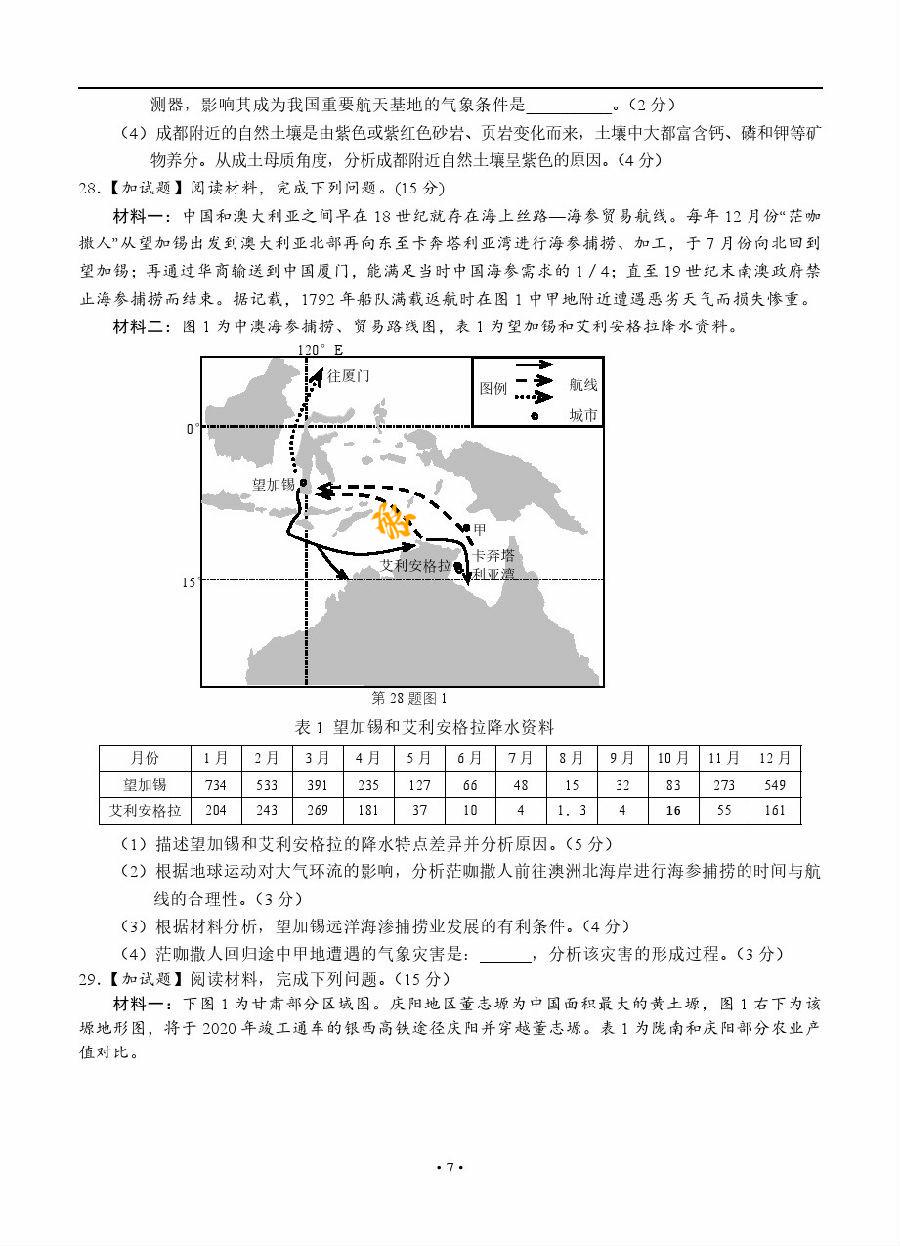 测器，影响其成为我国重要航天基地的气象条件是__________。（2 分）
（4）成都附近的自然土壤是由紫色或紫红色砂岩、页岩变化而来，土壤中大都富含钙、磷和钾等矿
物养分。从成土母质角度，分析成都附近自然土壤呈紫色的原因。（4 分）
28.【加试题】阅读材料，完成下列问题。(15 分)
材料一：中国和澳大利亚之间早在 18 世纪就存在海上丝路—海参贸易航线。每年 12 月份“茫咖
撒人”从望加锡出发到澳大利亚北部再向东至卡奔塔利亚湾进行海参捕捞、加工，于 7 月份向北回到
望加锡；再通过华商输送到中国厦门，能满足当时中国海参需求的 1／4；直至 19 世纪末南澳政府禁
止海参捕捞而结束。据记载，1792 年船队满载返航时在图 1 中甲地附近遭遇恶劣天气而损失惨重。
材料二：图 1 为中澳海参捕捞、贸易路线图，表 1 为望加锡和艾利安格拉降水资料。
120° E
往厦门
图例
航线
城市
0°
望加锡
甲
卡奔塔
利亚湾
艾利安格拉
15°
第 28 题图 1
表 1 望加锡和艾利安格拉降水资料
月份 1 月 2 月 3 月 4 月 5 月 6 月 7 月 8 月 9 月 10 月 11 月 12 月
望加锡 734 533 391 235 127 66 48 15 32 83 273 549
艾利安格拉 204 243 269 181 37 10 4 1．3 4 16 55 161
（1）描述望加锡和艾利安格拉的降水特点差异并分析原因。（5 分）
（2）根据地球运动对大气环流的影响，分析茫咖撒人前往澳洲北海岸进行海参捕捞的时间与航
线的合理性。（3 分）
（3）根据材料分析，望加锡远洋海渗捕捞业发展的有利条件。（4 分）
（4）茫咖撒人回归途中甲地遭遇的气象灾害是：______，分析该灾害的形成过程。（3 分）
29.【加试题】阅读材料，完成下列问题。（15 分）
材料一：下图 1 为甘肃部分区域图。庆阳地区董志塬为中国面积最大的黄土塬，图 1 右下为该
塬地形图，将于 2020 年竣工通车的银西高铁途径庆阳并穿越董志塬。表 1 为陇南和庆阳部分农业产
值对比。
• 7 •